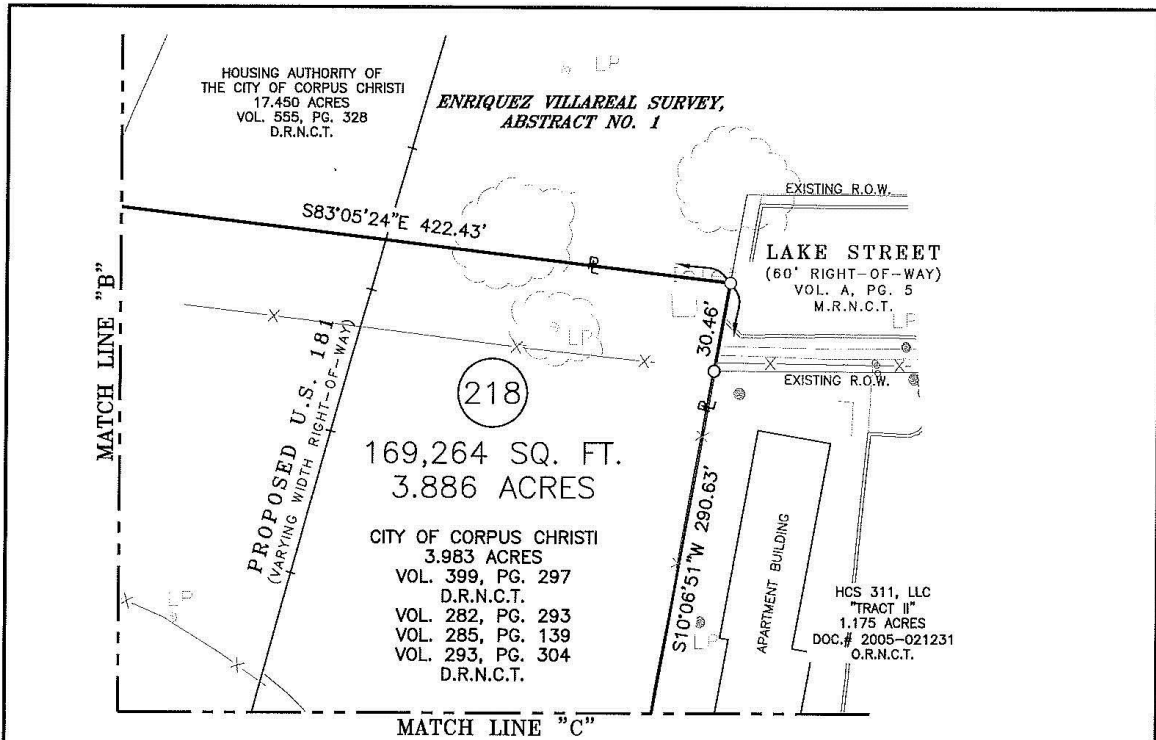 HOUSING AUTHORITY OF
THE CITY OF CORPUS CHRISTI
17.450 ACRES
VOL. 555, PG. 328
D.R.N.C.T.
LP
ENRIQUEZ VILLAREAL SURVEY,
ABSTRACT NO. 1
EXISTING R.O.W.
S83°05'24"E 422.43'
LAKE STREET
(60' RIGHT-OF-WAY)
VOL. A, PG. 5
M.R.N.C.T.
LP
PL
30.46'
LP
EXISTING R.O.W.
MATCH LINE "B"
PROPOSED U.S. 181
(VARYING WIDTH RIGHT-OF-WAY)
218
169,264 SQ. FT.
3.886 ACRES
PL
S10°06'51"W 290.63'
CITY OF CORPUS CHRISTI
3.983 ACRES
VOL. 399, PG. 297
D.R.N.C.T.
VOL. 282, PG. 293
VOL. 285, PG. 139
VOL. 293, PG. 304
D.R.N.C.T.
APARTMENT BUILDING
HCS 311, LLC
"TRACT II"
1.175 ACRES
DOC.# 2005-021231
O.R.N.C.T.
LP
LP
MATCH LINE "C"